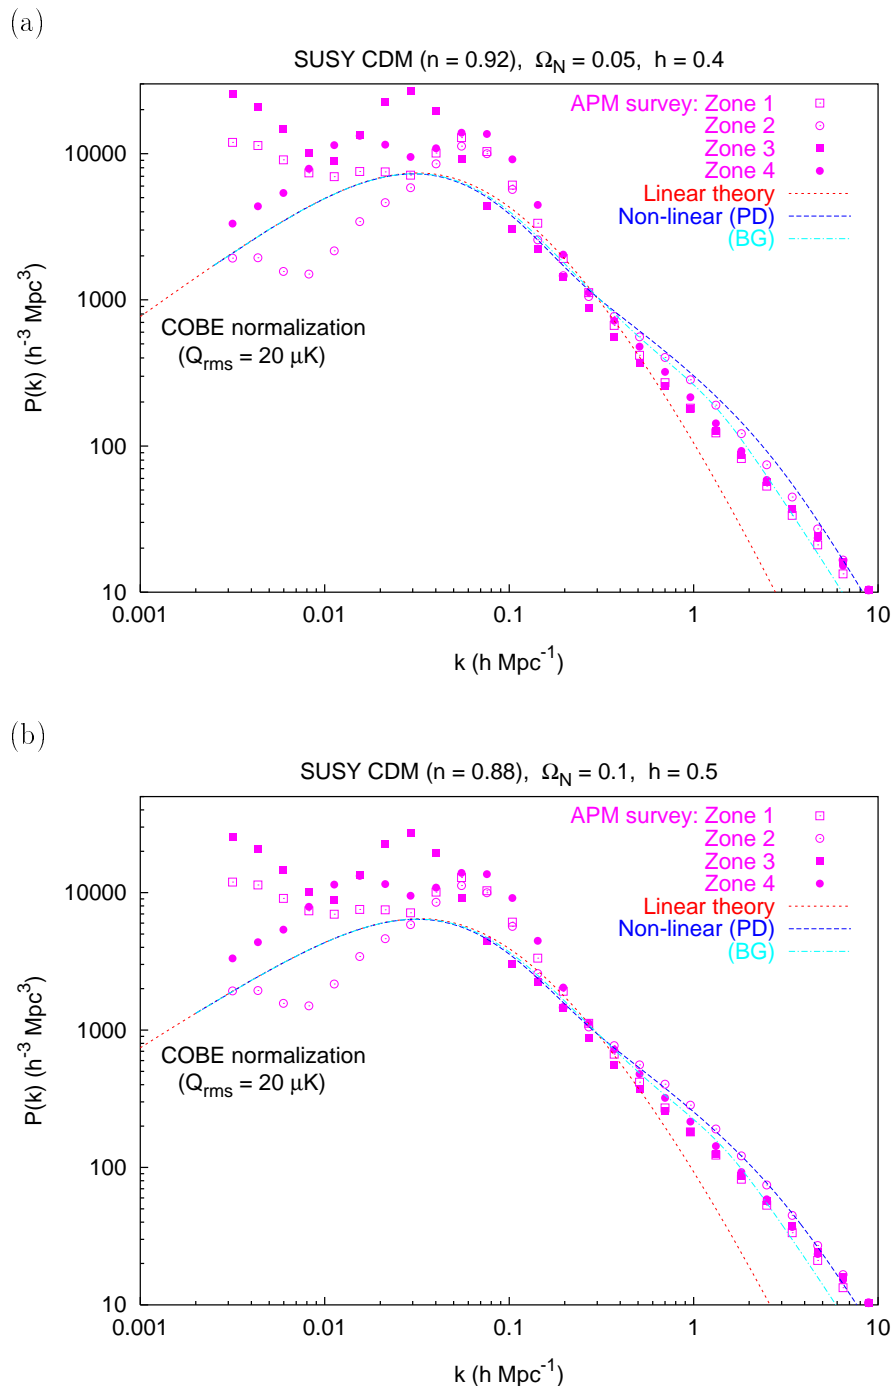 (a)
SUSY CDM (n = 0.92), Ω_N = 0.05, h = 0.4
APM survey: Zone 1
Zone 2
Zone 3
Zone 4
Linear theory
Non-linear (PD)
(BG)
10000
1000
100
10
P(k) (h^-3 Mpc^3)
COBE normalization
(Q_rms = 20 μK)
0.001 0.01 0.1 1 10
k (h Mpc^-1)
(b)
SUSY CDM (n = 0.88), Ω_N = 0.1, h = 0.5
APM survey: Zone 1
Zone 2
Zone 3
Zone 4
Linear theory
Non-linear (PD)
(BG)
10000
1000
100
10
P(k) (h^-3 Mpc^3)
COBE normalization
(Q_rms = 20 μK)
0.001 0.01 0.1 1 10
k (h Mpc^-1)